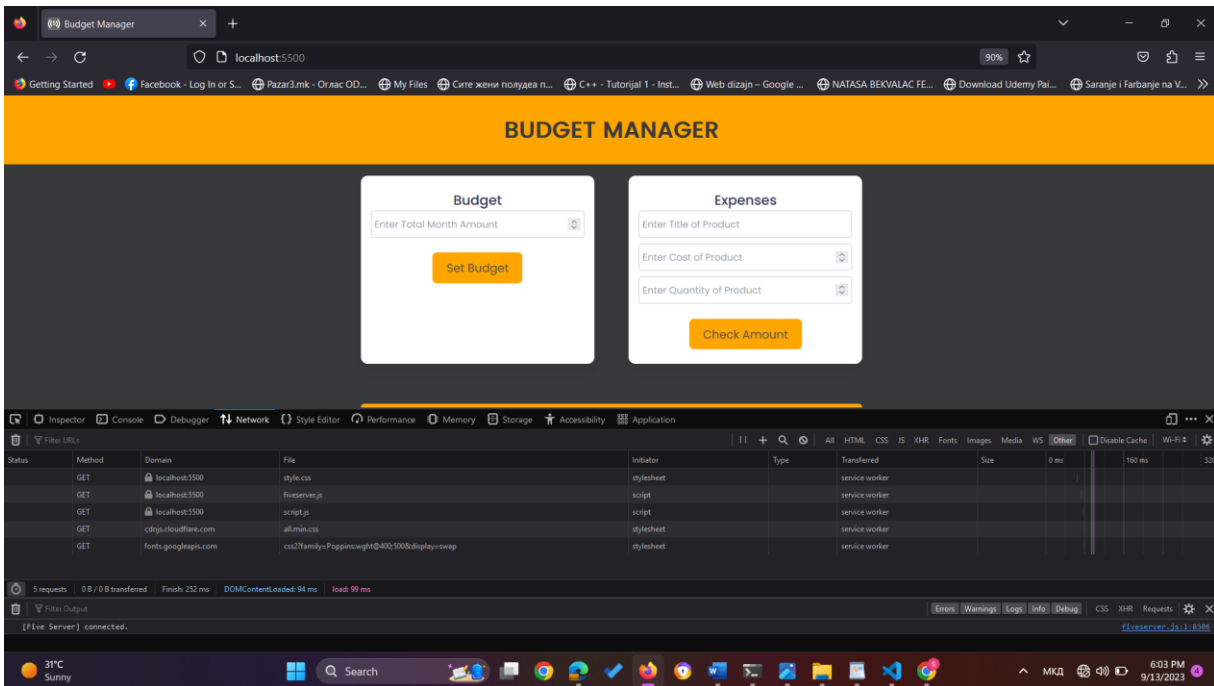 Budget Manager
localhost:5500
90%
Getting Started
Facebook - Log In or S...
Pazar3.mk - Оглас OD...
My Files
Сите жени полудеа п...
C++ - Tutorijal 1 - Inst...
Web dizajn – Google ...
NATASA BEKVALAC FE...
Download Udemy Pai...
Saranje i Farbanje na V...
BUDGET MANAGER
Budget
Enter Total Month Amount
Set Budget
Expenses
Enter Title of Product
Enter Cost of Product
Enter Quantity of Product
Check Amount
Inspector Console Debugger Network Style Editor Performance Memory Storage Accessibility Application
Filter URLs
All HTML CSS JS XHR Fonts Images Media WS Other Disable Cache Wi-Fi
Status Method Domain File Initiator Type Transferred Size 0 ms 160 ms 320
GET localhost:5500 style.css stylesheet service worker
GET localhost:5500 fiveserver.js script service worker
GET localhost:5500 script.js script service worker
GET cdnjs.cloudflare.com all.min.css stylesheet service worker
GET fonts.googleapis.com css2?family=Poppins:wght@400;500&display=swap stylesheet service worker
5 requests 0 B / 0 B transferred Finish: 252 ms DOMContentLoaded: 94 ms load: 99 ms
Filter Output
Errors Warnings Logs Info Debug CSS XHR Requests
[Five Server] connected.
fiveserver.js:1:8306
31°C
Sunny
Search
МКД
6:03 PM
9/13/2023
4